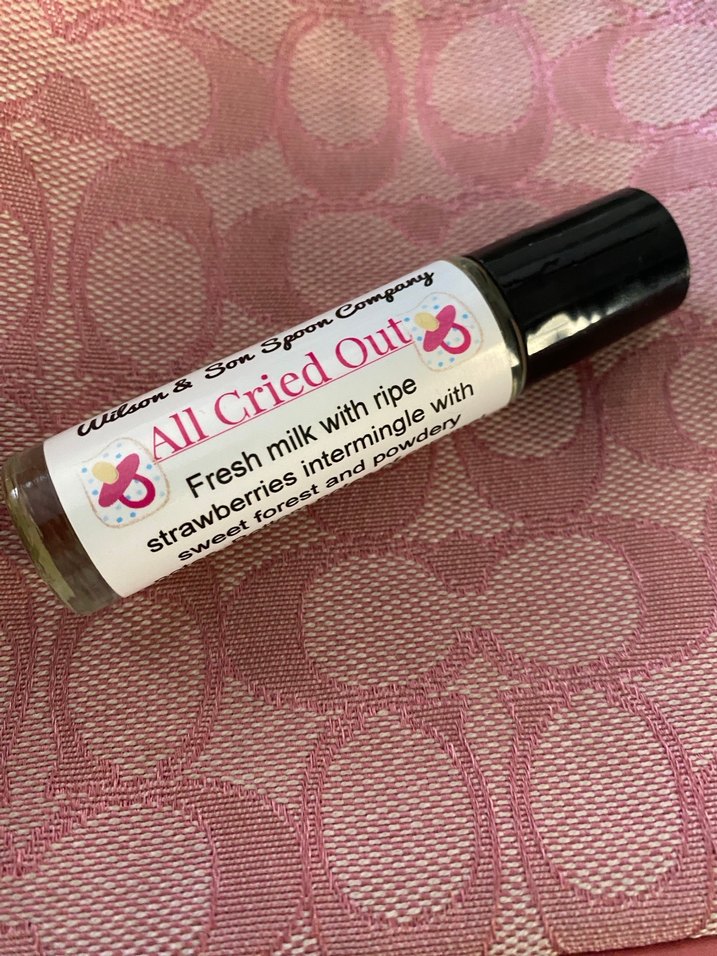 Wilson & Son Spoon Company
All Cried Out
Fresh milk with ripe
strawberries intermingle with
sweet forest and powdery